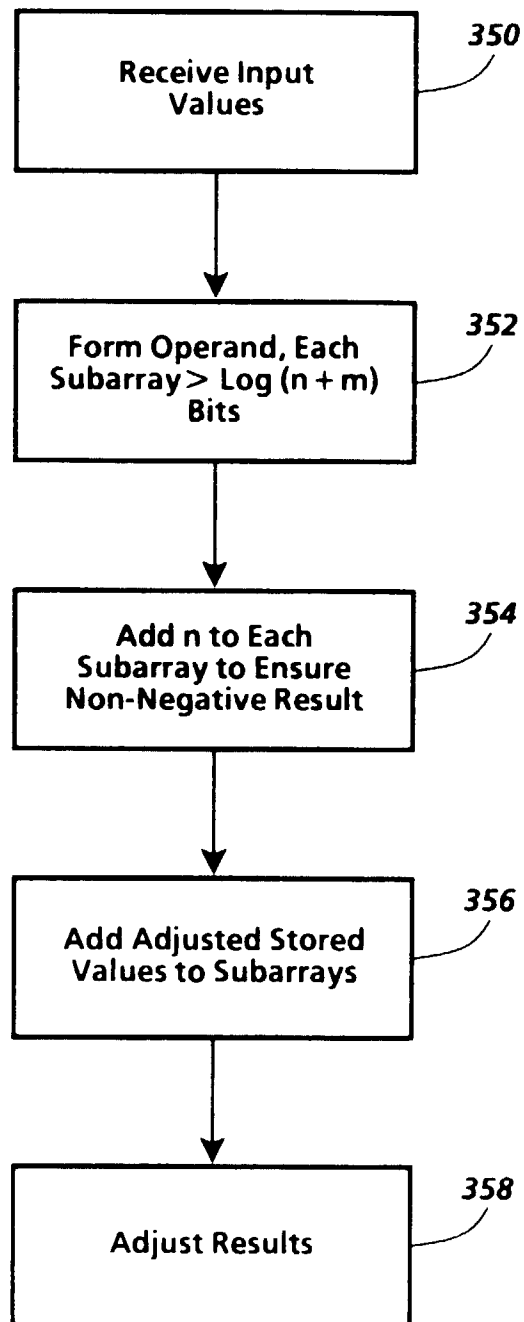 350
Receive Input
Values
352
Form Operand, Each
Subarray > Log (n + m)
Bits
354
Add n to Each
Subarray to Ensure
Non-Negative Result
356
Add Adjusted Stored
Values to Subarrays
358
Adjust Results